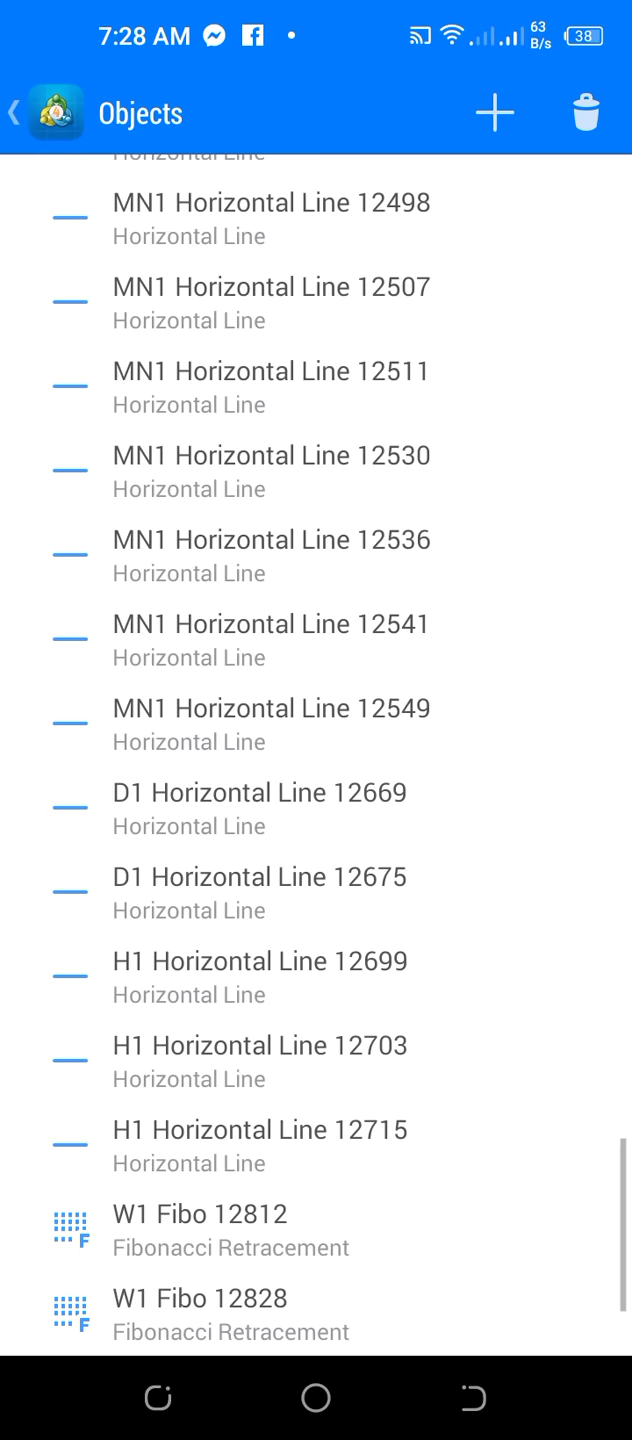 7:28 AM
63
B/s
38
Objects
Horizontal Line
MN1 Horizontal Line 12498
Horizontal Line
MN1 Horizontal Line 12507
Horizontal Line
MN1 Horizontal Line 12511
Horizontal Line
MN1 Horizontal Line 12530
Horizontal Line
MN1 Horizontal Line 12536
Horizontal Line
MN1 Horizontal Line 12541
Horizontal Line
MN1 Horizontal Line 12549
Horizontal Line
D1 Horizontal Line 12669
Horizontal Line
D1 Horizontal Line 12675
Horizontal Line
H1 Horizontal Line 12699
Horizontal Line
H1 Horizontal Line 12703
Horizontal Line
H1 Horizontal Line 12715
Horizontal Line
W1 Fibo 12812
Fibonacci Retracement
W1 Fibo 12828
Fibonacci Retracement